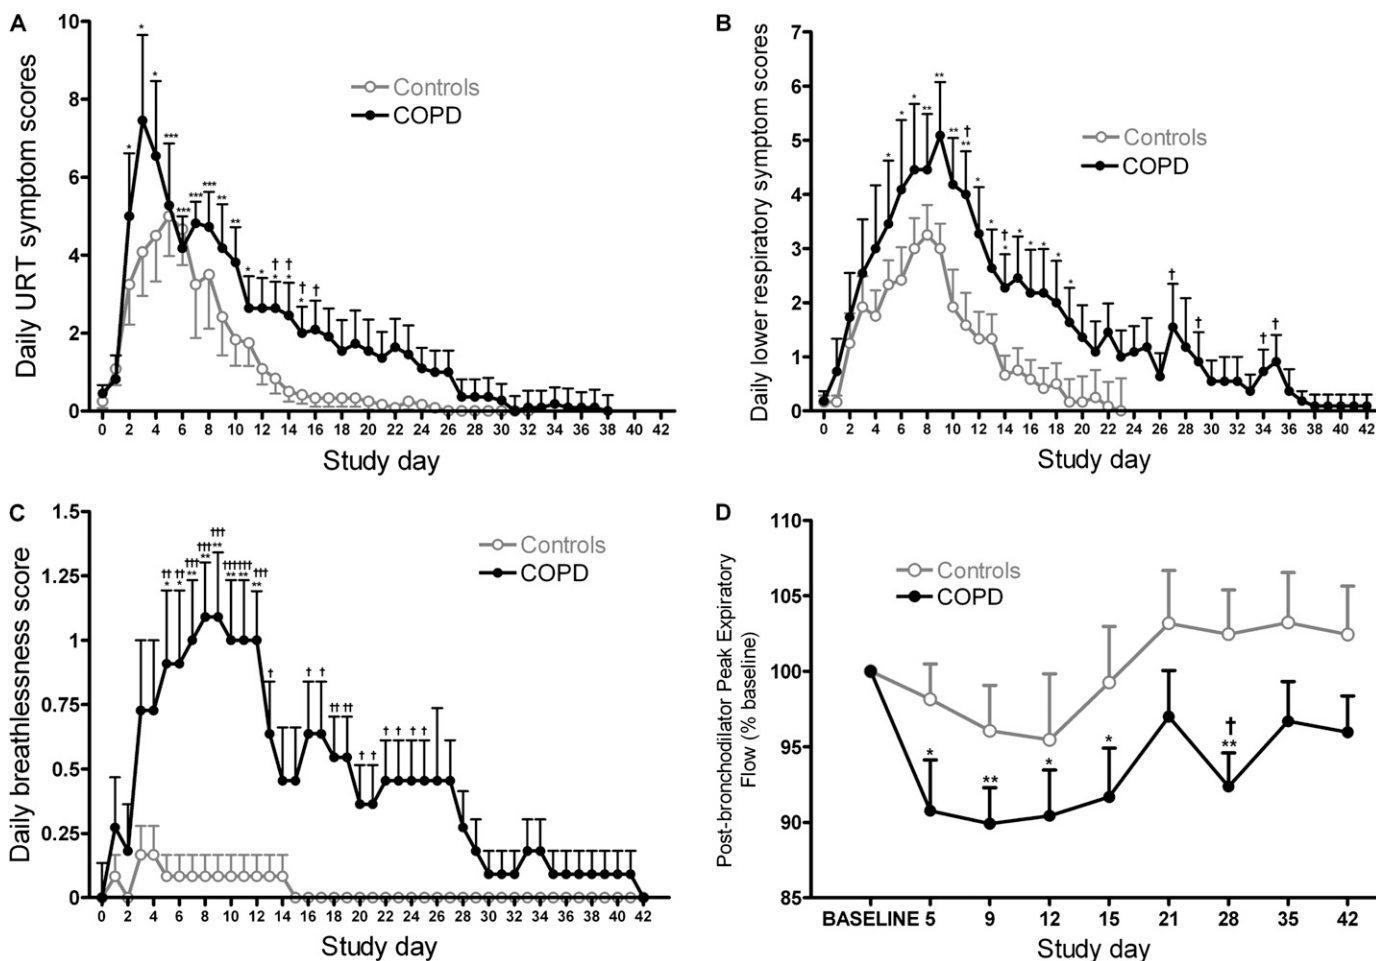 A
Daily URT symptom scores
10
8
6
4
2
0
* * * * *** *** *** *** ** ** * * † * † * † * †
Controls
COPD
0 2 4 6 8 10 12 14 16 18 20 22 24 26 28 30 32 34 36 38 40 42
Study day
B
Daily lower respiratory symptom scores
7
6
5
4
3
2
1
0
* * * ** ** ** † ** * * † * * * * * * † † † †
Controls
COPD
0 2 4 6 8 10 12 14 16 18 20 22 24 26 28 30 32 34 36 38 40 42
Study day
C
Daily breathlessness score
1.5
1.25
1
0.75
0.5
0.25
0
†† †† ††† ††† ††† ††† ††† †††
* * ** ** ** ** ** **
† † † †† †† † † † † † †
Controls
COPD
0 2 4 6 8 10 12 14 16 18 20 22 24 26 28 30 32 34 36 38 40 42
Study day
D
Post-bronchodilator Peak Expiratory
Flow (% baseline)
110
105
100
95
90
85
Controls
COPD
* ** * * † **
BASELINE 5 9 12 15 21 28 35 42
Study day